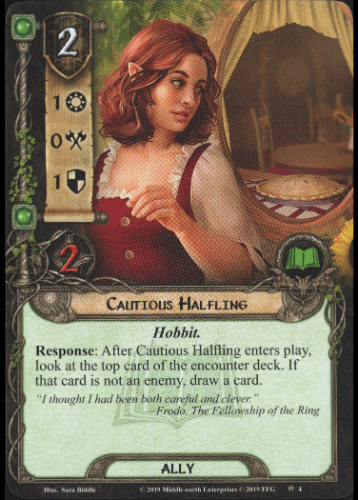 2
1
0
1
2
Cautious Halfling
Hobbit.
Response: After Cautious Halfling enters play,
look at the top card of the encounter deck. If
that card is not an enemy, draw a card.
“I thought I had been both careful and clever.”
Frodo, The Fellowship of the Ring
ALLY
Illus. Sara Biddle © 2019 Middle-earth Enterprises © 2019 FFG 4